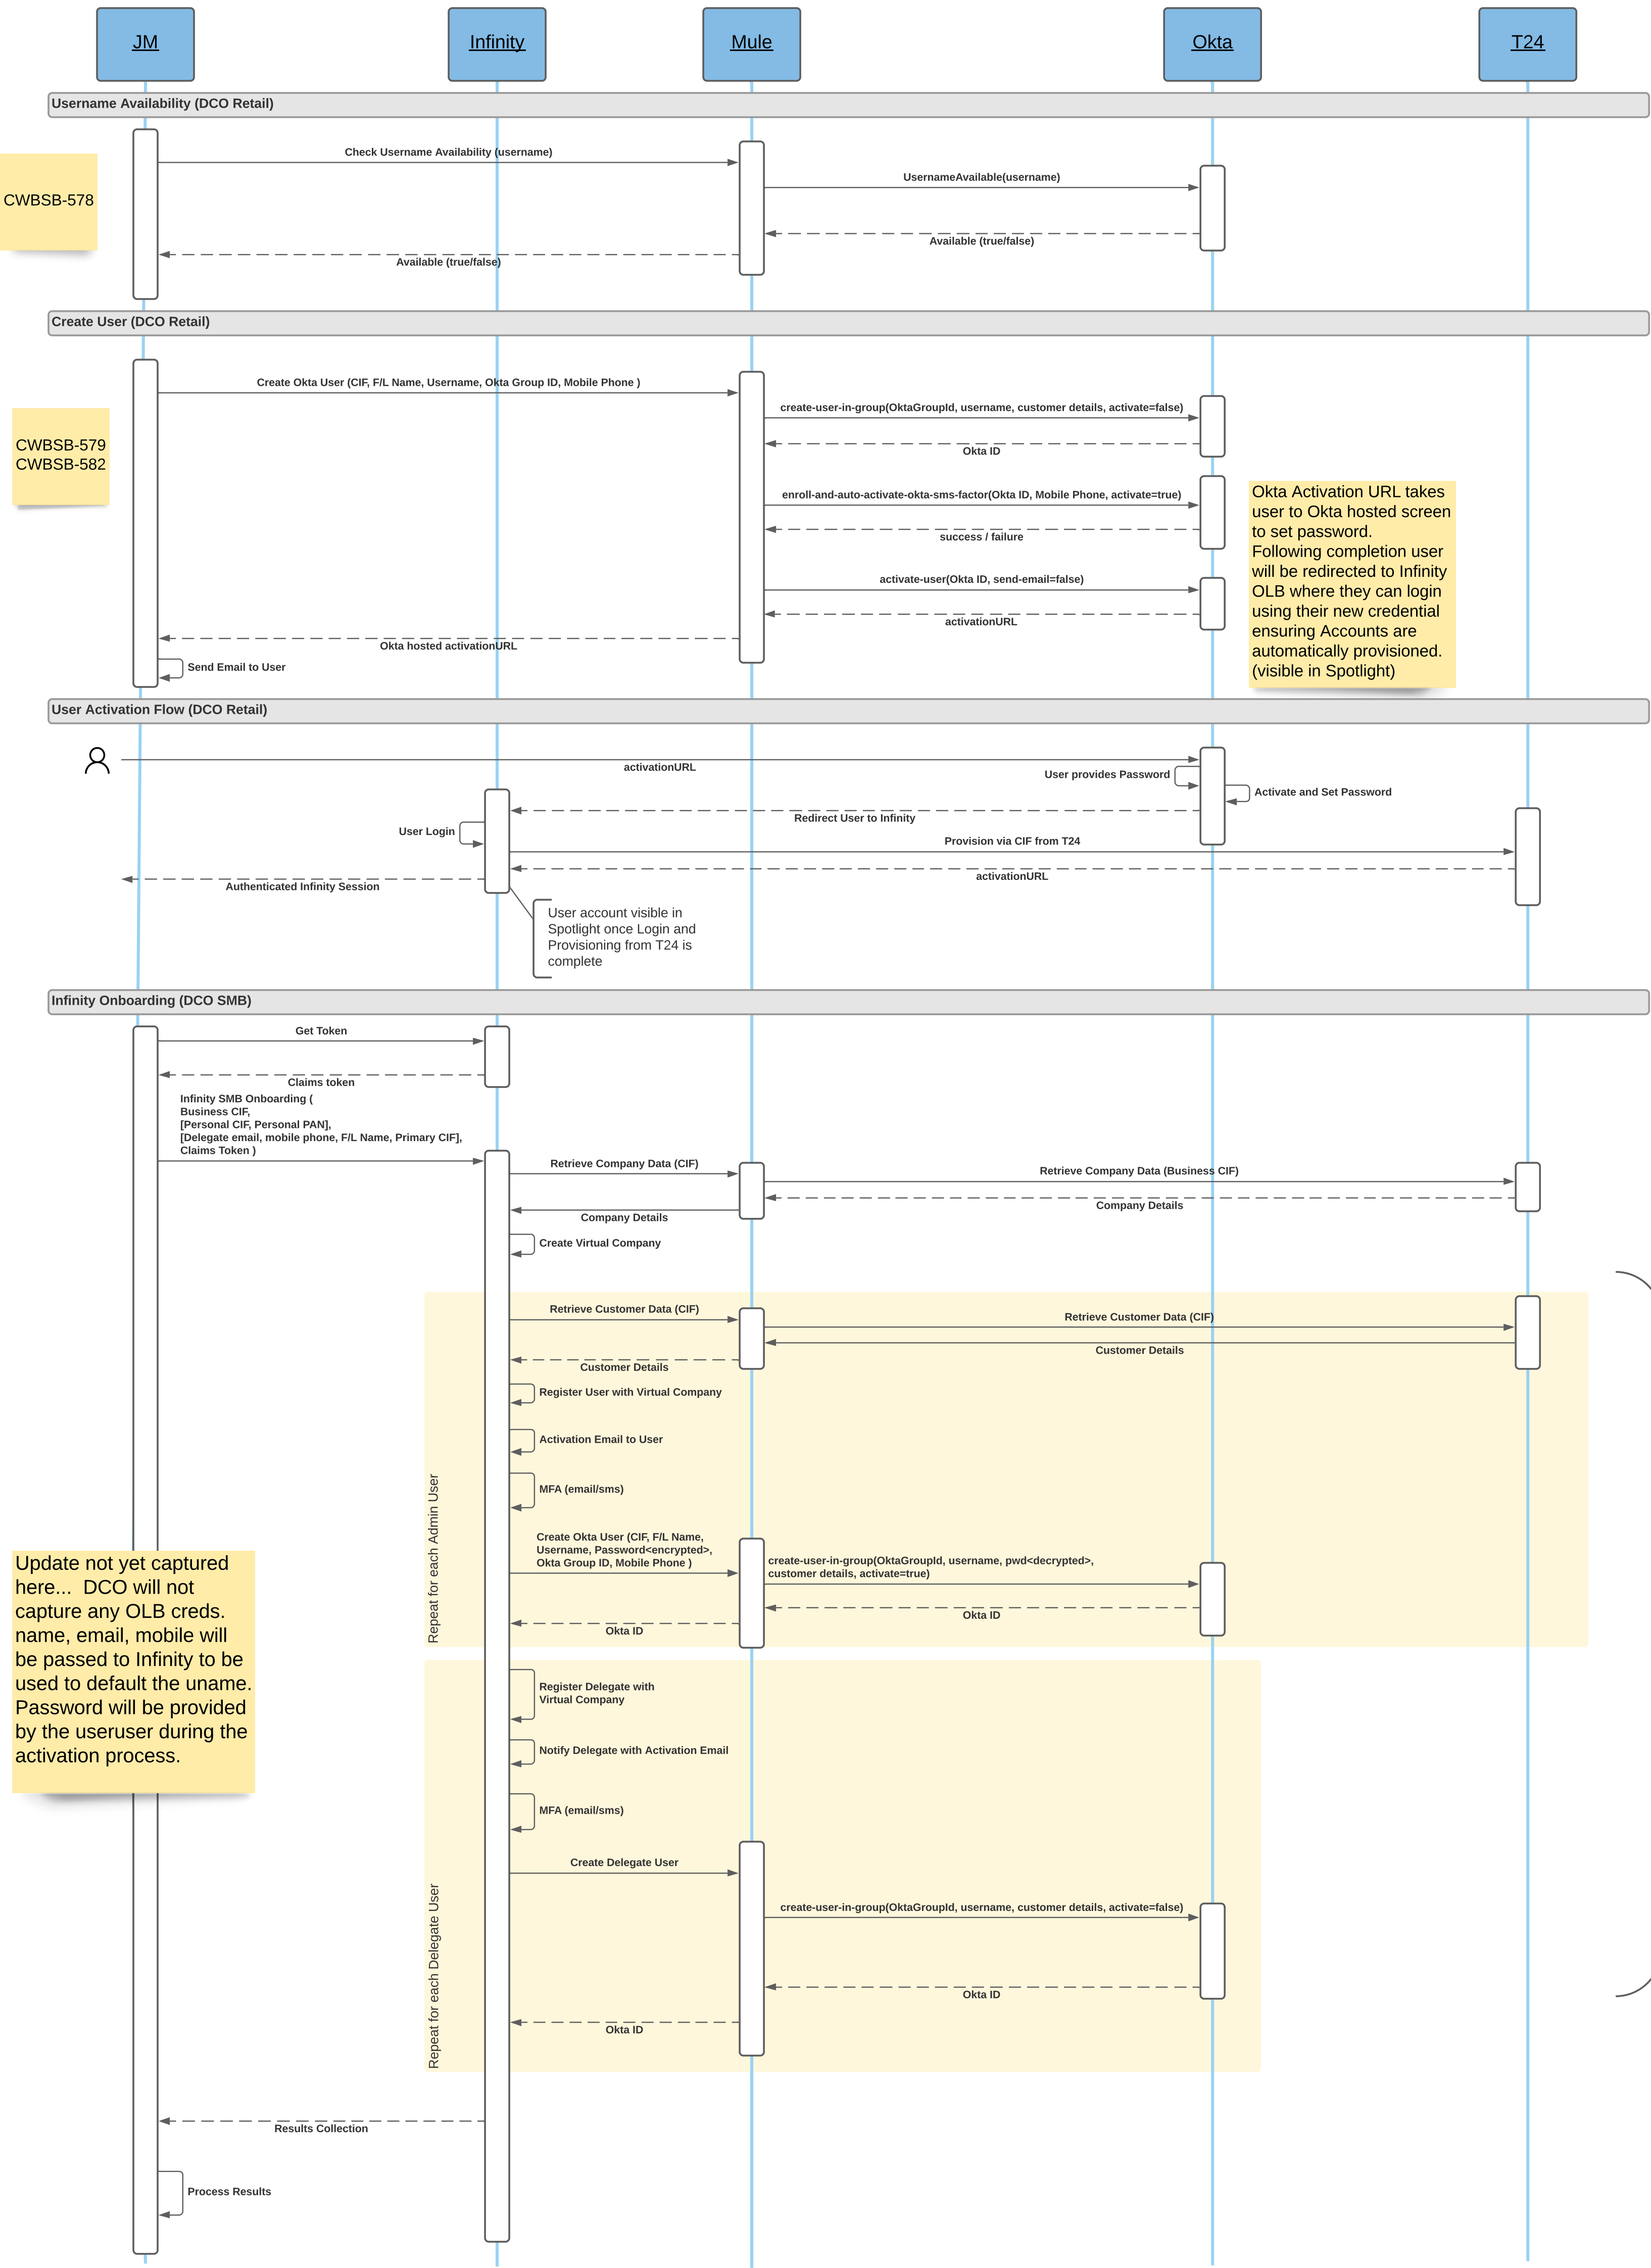 JM
Infinity
Mule
Okta
T24
Username Availability (DCO Retail)
CWBSB-578
Check Username Availability (username)
UsernameAvailable(username)
Available (true/false)
Available (true/false)
Create User (DCO Retail)
CWBSB-579
CWBSB-582
Create Okta User (CIF, F/L Name, Username, Okta Group ID, Mobile Phone )
create-user-in-group(OktaGroupId, username, customer details, activate=false)
Okta ID
enroll-and-auto-activate-okta-sms-factor(Okta ID, Mobile Phone, activate=true)
success / failure
activate-user(Okta ID, send-email=false)
activationURL
Okta hosted activationURL
Send Email to User
Okta Activation URL takes
user to Okta hosted screen
to set password.
Following completion user
will be redirected to Infinity
OLB where they can login
using their new credential
ensuring Accounts are
automatically provisioned.
(visible in Spotlight)
User Activation Flow (DCO Retail)
activationURL
User provides Password
Activate and Set Password
Redirect User to Infinity
User Login
Provision via CIF from T24
activationURL
Authenticated Infinity Session
User account visible in
Spotlight once Login and
Provisioning from T24 is
complete
Infinity Onboarding (DCO SMB)
Get Token
Claims token
Infinity SMB Onboarding (
Business CIF,
[Personal CIF, Personal PAN],
[Delegate email, mobile phone, F/L Name, Primary CIF],
Claims Token )
Retrieve Company Data (CIF)
Retrieve Company Data (Business CIF)
Company Details
Company Details
Create Virtual Company
Repeat for each Admin User
Retrieve Customer Data (CIF)
Retrieve Customer Data (CIF)
Customer Details
Customer Details
Register User with Virtual Company
Activation Email to User
MFA (email/sms)
Create Okta User (CIF, F/L Name,
Username, Password<encrypted>,
Okta Group ID, Mobile Phone )
create-user-in-group(OktaGroupId, username, pwd<decrypted>,
customer details, activate=true)
Okta ID
Okta ID
Update not yet captured
here...  DCO will not
capture any OLB creds.
name, email, mobile will
be passed to Infinity to be
used to default the uname.
Password will be provided
by the useruser during the
activation process.
Repeat for each Delegate User
Register Delegate with
Virtual Company
Notify Delegate with Activation Email
MFA (email/sms)
Create Delegate User
create-user-in-group(OktaGroupId, username, customer details, activate=false)
Okta ID
Okta ID
Results Collection
Process Results